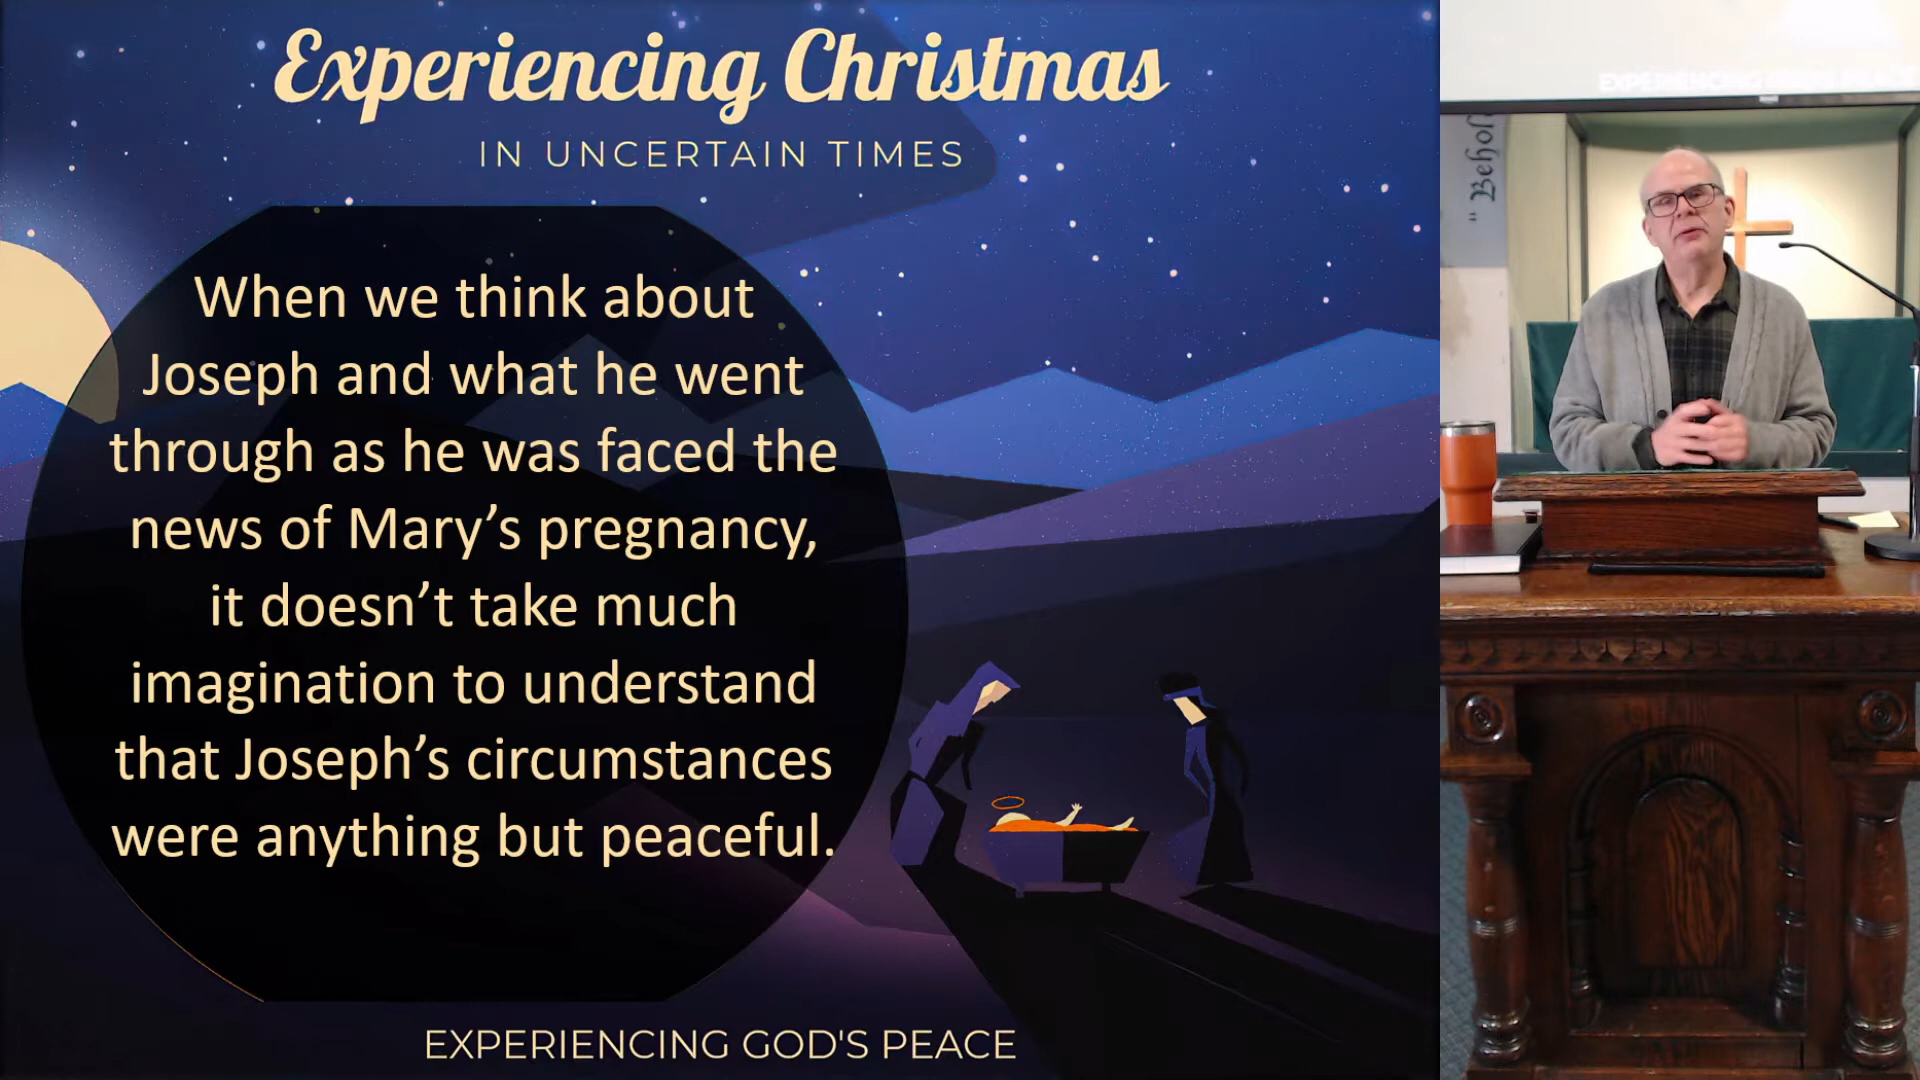 Experiencing Christmas
IN UNCERTAIN TIMES
When we think about
Joseph and what he went
through as he was faced the
news of Mary’s pregnancy,
it doesn’t take much
imagination to understand
that Joseph’s circumstances
were anything but peaceful.
EXPERIENCING GOD'S PEACE
"Behol